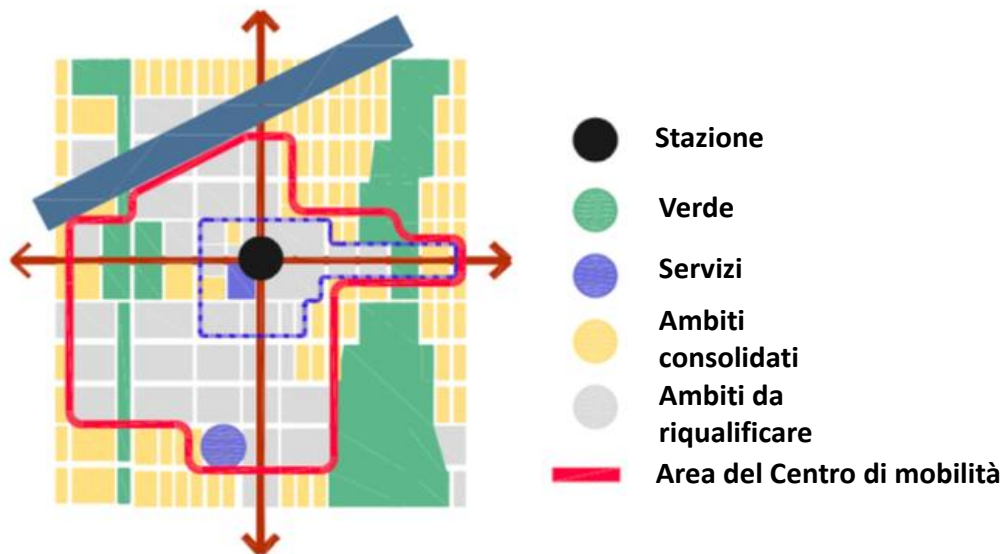 Stazione
Verde
Servizi
Ambiti
consolidati
Ambiti da
riqualificare
Area del Centro di mobilità